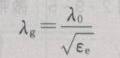 λg = λ0 / √εe